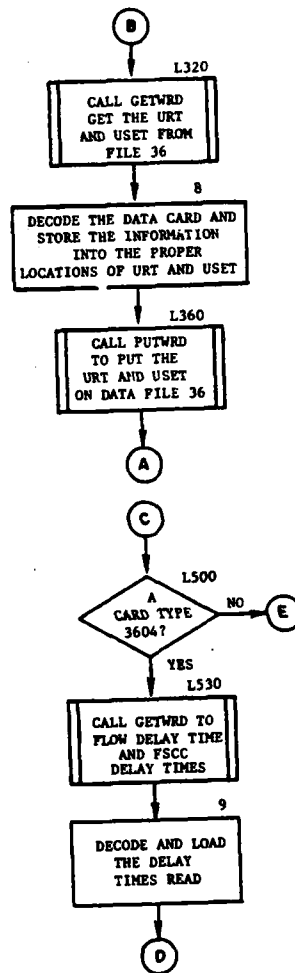 B
L320
CALL GETWRD
GET THE URT
AND USET FROM
FILE 36
8
DECODE THE DATA CARD AND
STORE THE INFORMATION
INTO THE PROPER
LOCATIONS OF URT AND USET
L360
CALL PUTWRD
TO PUT THE
URT AND USET
ON DATA FILE 36
A
C
L500
A
CARD TYPE
3604?
NO
E
YES
L530
CALL GETWRD TO
FLOW DELAY TIME
AND FSCC
DELAY TIMES
9
DECODE AND LOAD
THE DELAY
TIMES READ
D